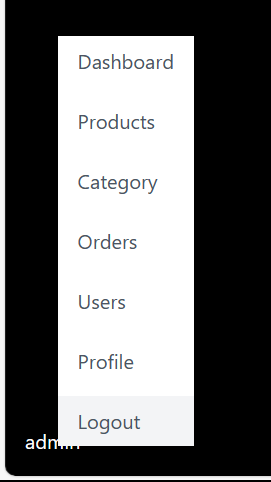 Dashboard
Products
Category
Orders
Users
Profile
Logout
admin